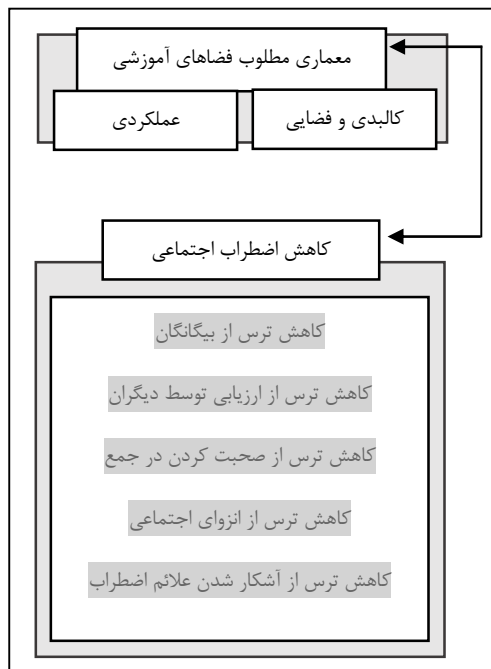 معماری مطلوب فضاهای آموزشی
کالبدی و فضایی
عملکردی
کاهش اضطراب اجتماعی
کاهش ترس از بیگانگان
کاهش ترس از ارزیابی توسط دیگران
کاهش ترس از صحبت کردن در جمع
کاهش ترس از انزوای اجتماعی
کاهش ترس از آشکار شدن علائم اضطراب